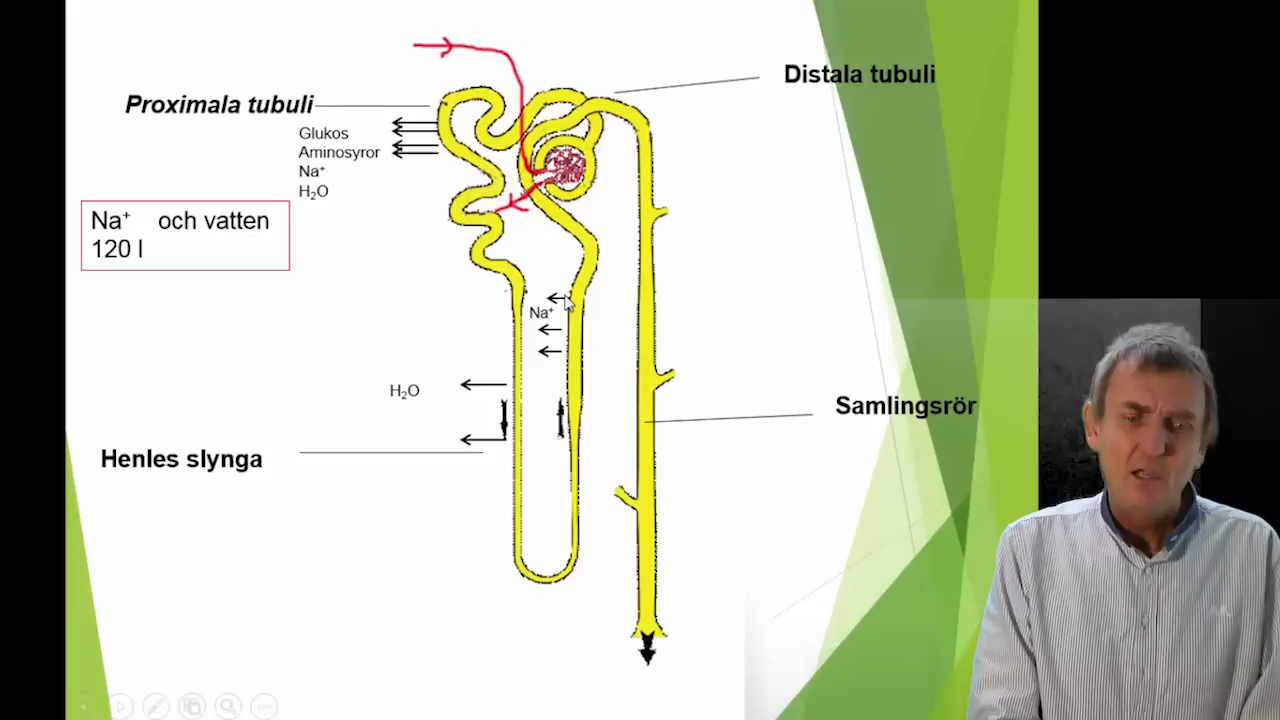 Distala tubuli
Proximala tubuli
Glukos
Aminosyror
Na⁺
H₂O
Na⁺ och vatten
120 l
Na⁺
H₂O
Samlingsrör
Henles slynga